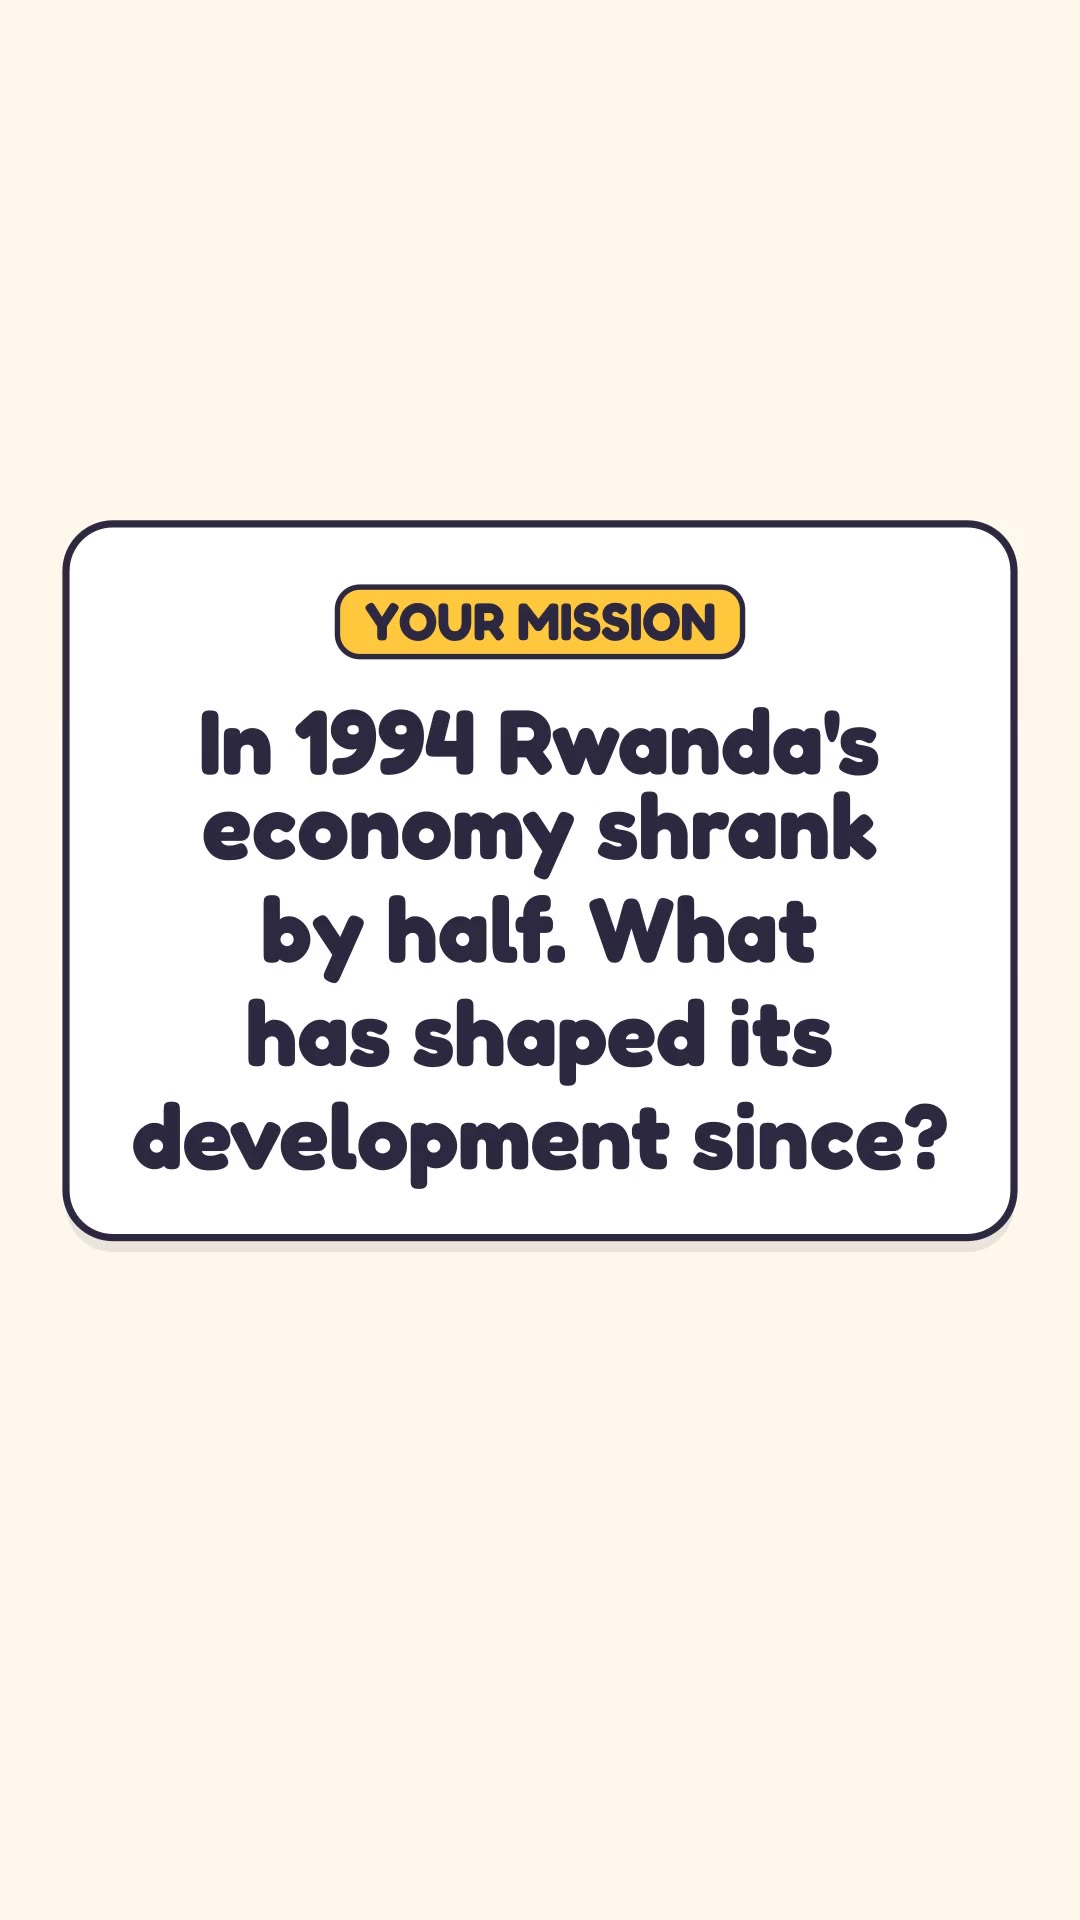 YOUR MISSION
In 1994 Rwanda's
economy shrank
by half. What
has shaped its
development since?